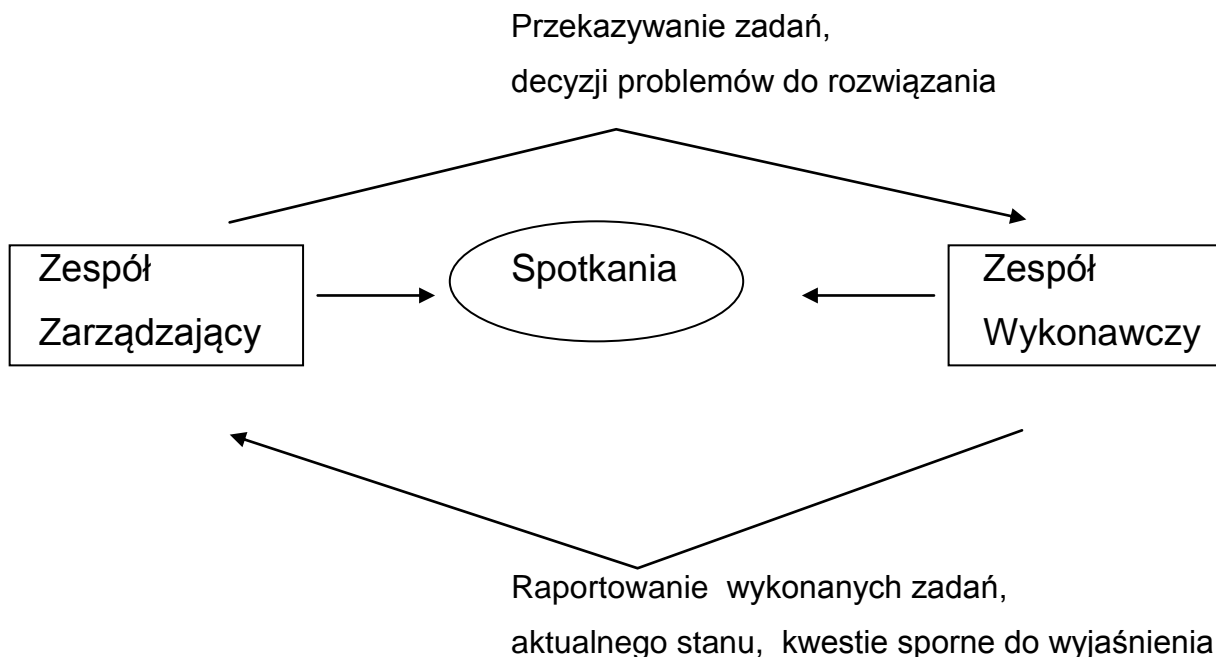 Przekazywanie zadań,
decyzji problemów do rozwiązania
Zespół
Zarządzający
Spotkania
Zespół
Wykonawczy
Raportowanie wykonanych zadań,
aktualnego stanu, kwestie sporne do wyjaśnienia